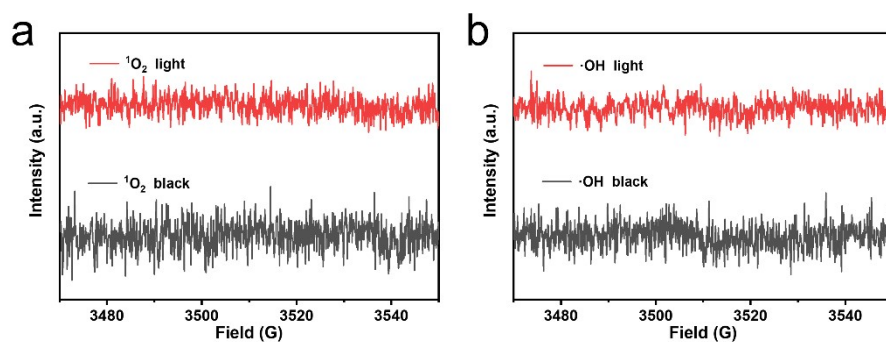 a
¹O₂ light
¹O₂ black
Intensity (a.u.)
3480 3500 3520 3540
Field (G)
b
·OH light
·OH black
Intensity (a.u.)
3480 3500 3520 3540
Field (G)